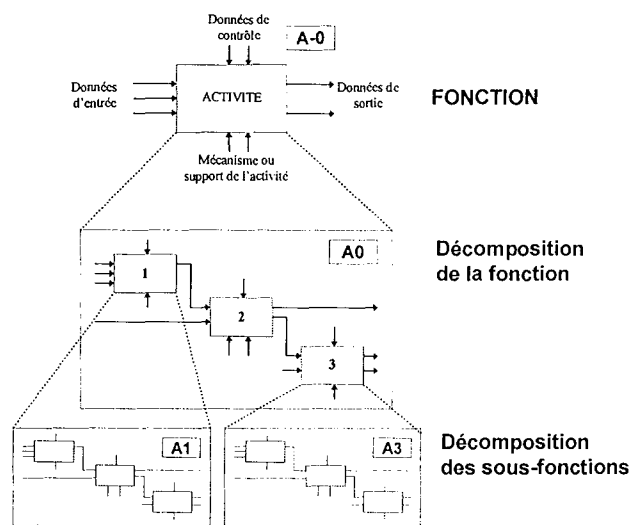 Données de
contrôle
A-0
Données
d'entrée
ACTIVITE
Données de
sortie
FONCTION
Mécanisme ou
support de l'activité
A0
Décomposition
de la fonction
1
2
3
A1
A3
Décomposition
des sous-fonctions